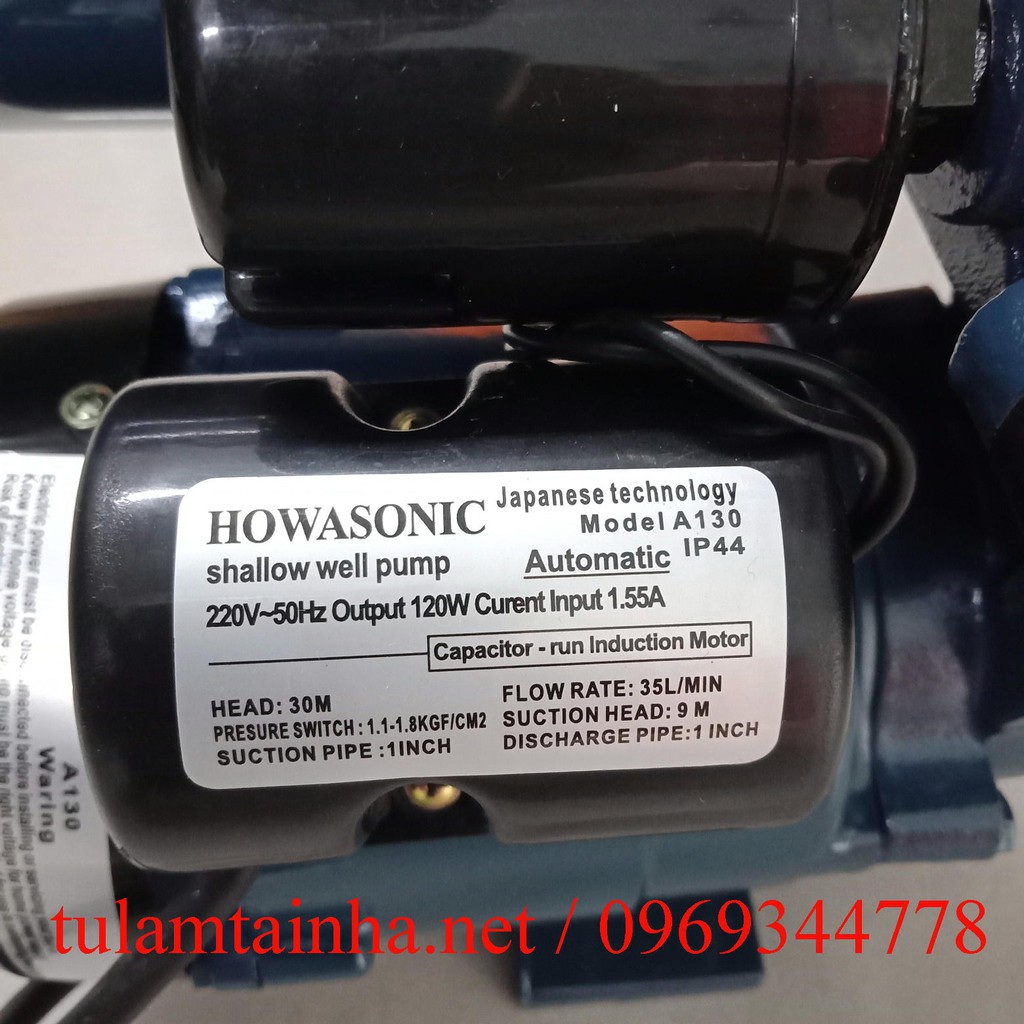 HOWASONIC
Japanese technology
Model A130
shallow well pump
Automatic
IP44
220V~50Hz Output 120W Curent Input 1.55A
Capacitor - run Induction Motor
HEAD: 30M
FLOW RATE: 35L/MIN
PRESURE SWITCH : 1.1-1.8KGF/CM2
SUCTION HEAD: 9 M
SUCTION PIPE :1INCH
DISCHARGE PIPE:1 INCH
A130
Waring
tulamtainha.net / 0969344778